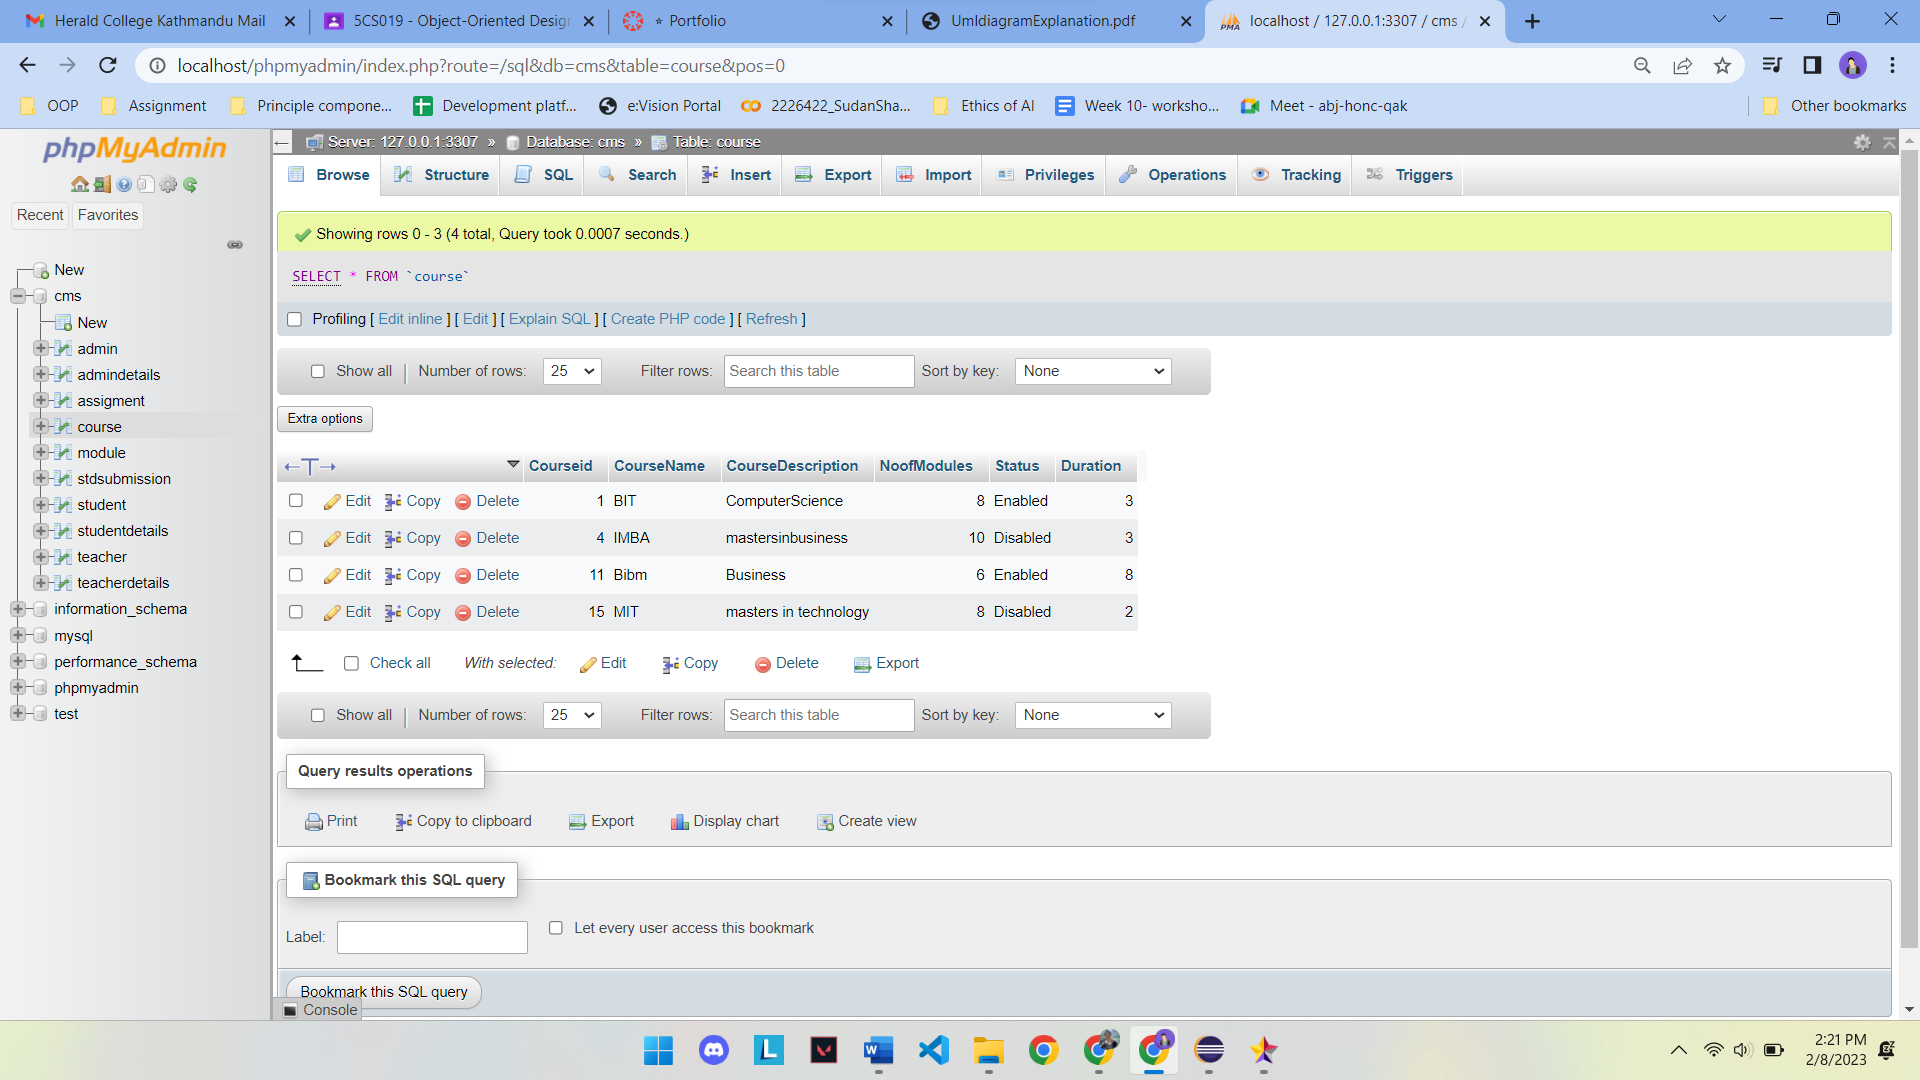 Herald College Kathmandu Mail
5CS019 - Object-Oriented Desig
* Portfolio
UmldiagramExplanation.pdf
localhost / 127.0.0.1:3307 / cms /
localhost/phpmyadmin/index.php?route=/sql&db=cms&table=course&pos=0
OOP
Assignment
Principle compone...
Development platf...
e:Vision Portal
2226422_SudanSha...
Ethics of AI
Week 10- worksho...
Meet - abj-honc-qak
Other bookmarks
phpMyAdmin
Recent
Favorites
New
cms
New
admin
admindetails
assigment
course
module
stdsubmission
student
studentdetails
teacher
teacherdetails
information_schema
mysql
performance_schema
phpmyadmin
test
Server: 127.0.0.1:3307 » Database: cms » Table: course
Browse Structure SQL Search Insert Export Import Privileges Operations Tracking Triggers
Showing rows 0 - 3 (4 total, Query took 0.0007 seconds.)
SELECT * FROM `course`
Profiling [ Edit inline ] [ Edit ] [ Explain SQL ] [ Create PHP code ] [ Refresh ]
Show all | Number of rows: 25 Filter rows: Search this table Sort by key: None
Extra options
Courseid CourseName CourseDescription NoofModules Status Duration
Edit Copy Delete 1 BIT ComputerScience 8 Enabled 3
Edit Copy Delete 4 IMBA mastersinbusiness 10 Disabled 3
Edit Copy Delete 11 Bibm Business 6 Enabled 8
Edit Copy Delete 15 MIT masters in technology 8 Disabled 2
Check all With selected: Edit Copy Delete Export
Show all | Number of rows: 25 Filter rows: Search this table Sort by key: None
Query results operations
Print Copy to clipboard Export Display chart Create view
Bookmark this SQL query
Label: Let every user access this bookmark
Bookmark this SQL query
Console
2:21 PM
2/8/2023